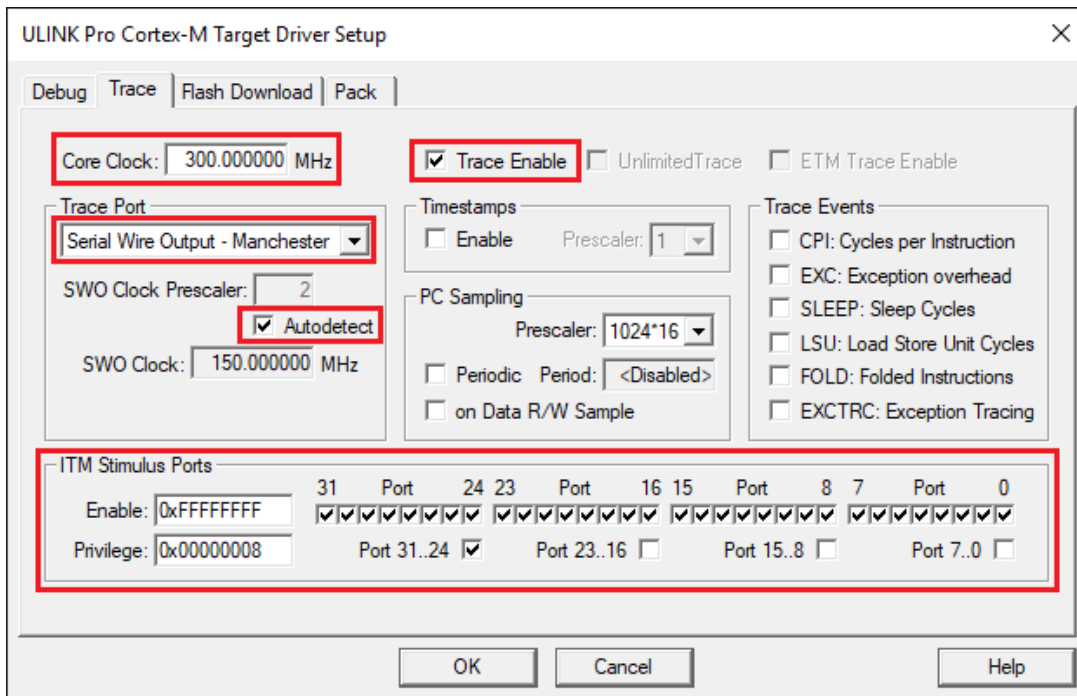 ULINK Pro Cortex-M Target Driver Setup
Debug Trace Flash Download Pack
Core Clock: 300.000000 MHz
Trace Enable UnlimitedTrace ETM Trace Enable
Trace Port
Serial Wire Output - Manchester
SWO Clock Prescaler: 2
Autodetect
SWO Clock: 150.000000 MHz
Timestamps
Enable Prescaler: 1
PC Sampling
Prescaler: 1024*16
Periodic Period: <Disabled>
on Data R/W Sample
Trace Events
CPI: Cycles per Instruction
EXC: Exception overhead
SLEEP: Sleep Cycles
LSU: Load Store Unit Cycles
FOLD: Folded Instructions
EXCTRC: Exception Tracing
ITM Stimulus Ports
31 Port 24 23 Port 16 15 Port 8 7 Port 0
Enable: 0xFFFFFFFF
Privilege: 0x00000008 Port 31..24 Port 23..16 Port 15..8 Port 7..0
OK Cancel Help